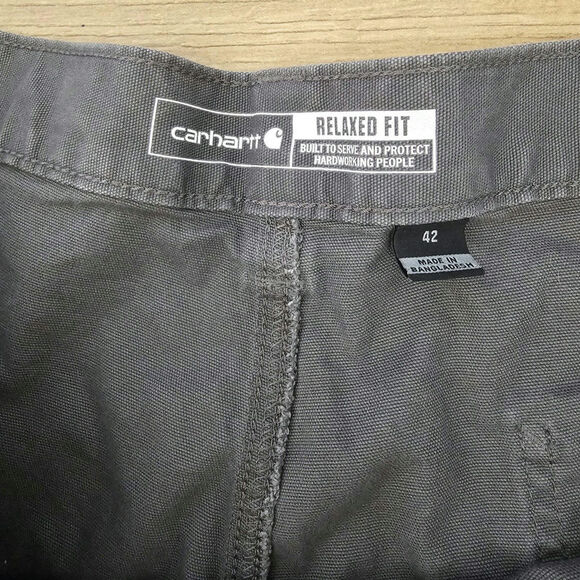 carhartt
RELAXED FIT
BUILT TO SERVE AND PROTECT
HARDWORKING PEOPLE
42
MADE IN
BANGLADESH